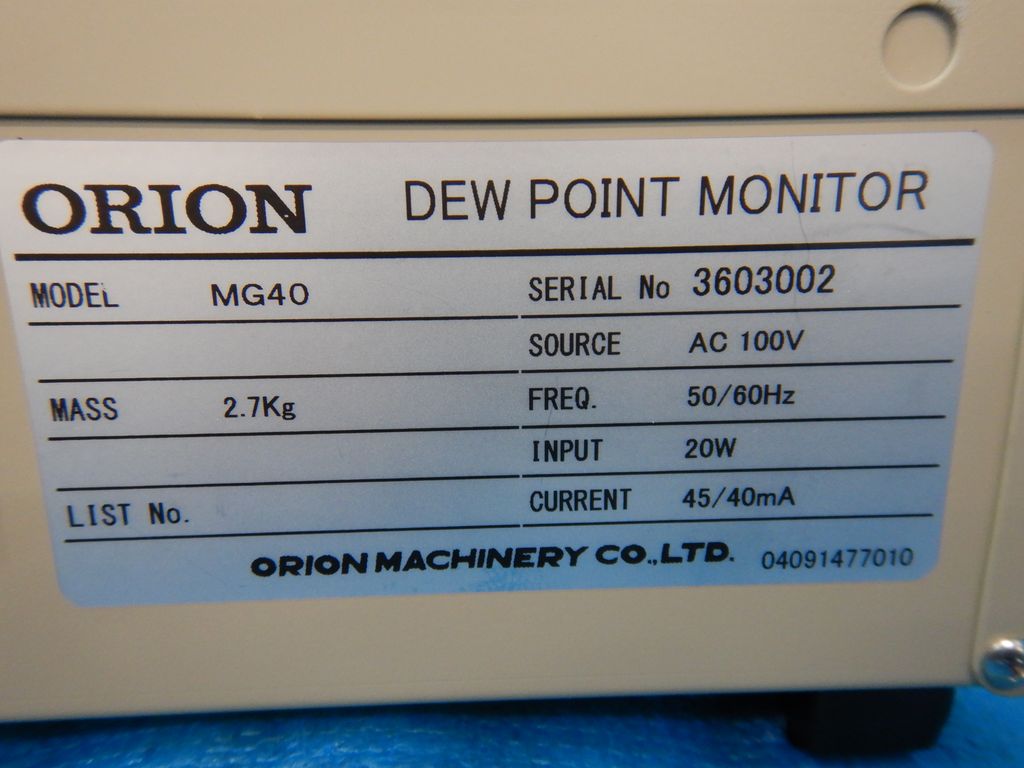 ORION DEW POINT MONITOR
MODEL MG40 SERIAL No 3603002
SOURCE AC 100V
MASS 2.7Kg FREQ. 50/60Hz
INPUT 20W
LIST No. CURRENT 45/40mA
ORION MACHINERY CO.,LTD. 04091477010